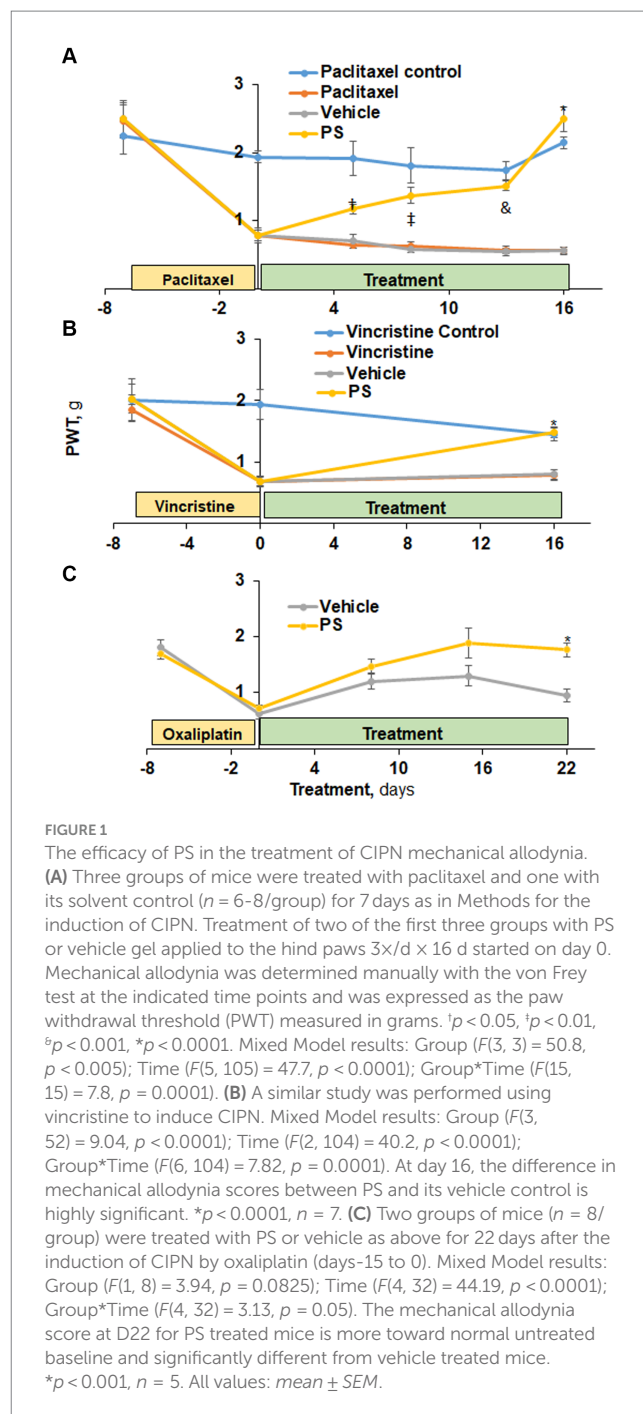 A
Paclitaxel control
Paclitaxel
Vehicle
PS
3
2
1
*
‡
‡
&
Paclitaxel
Treatment
-8 -2 4 10 16
B
Vincristine Control
Vincristine
Vehicle
PS
3
2
1
*
PWT, g
Vincristine
Treatment
-8 -4 0 4 8 12 16
C
Vehicle
PS
3
2
1
*
Oxaliplatin
Treatment
-8 -2 4 10 16 22
Treatment, days
FIGURE 1
The efficacy of PS in the treatment of CIPN mechanical allodynia.
(A) Three groups of mice were treated with paclitaxel and one with
its solvent control (n = 6-8/group) for 7 days as in Methods for the
induction of CIPN. Treatment of two of the first three groups with PS
or vehicle gel applied to the hind paws 3×/d × 16 d started on day 0.
Mechanical allodynia was determined manually with the von Frey
test at the indicated time points and was expressed as the paw
withdrawal threshold (PWT) measured in grams. †p < 0.05, ‡p < 0.01,
&p < 0.001, *p < 0.0001. Mixed Model results: Group (F(3, 3) = 50.8,
p < 0.005); Time (F(5, 105) = 47.7, p < 0.0001); Group*Time (F(15,
15) = 7.8, p = 0.0001). (B) A similar study was performed using
vincristine to induce CIPN. Mixed Model results: Group (F(3,
52) = 9.04, p < 0.0001); Time (F(2, 104) = 40.2, p < 0.0001);
Group*Time (F(6, 104) = 7.82, p = 0.0001). At day 16, the difference in
mechanical allodynia scores between PS and its vehicle control is
highly significant. *p < 0.0001, n = 7. (C) Two groups of mice (n = 8/
group) were treated with PS or vehicle as above for 22 days after the
induction of CIPN by oxaliplatin (days-15 to 0). Mixed Model results:
Group (F(1, 8) = 3.94, p = 0.0825); Time (F(4, 32) = 44.19, p < 0.0001);
Group*Time (F(4, 32) = 3.13, p = 0.05). The mechanical allodynia
score at D22 for PS treated mice is more toward normal untreated
baseline and significantly different from vehicle treated mice.
*p < 0.001, n = 5. All values: mean ± SEM.